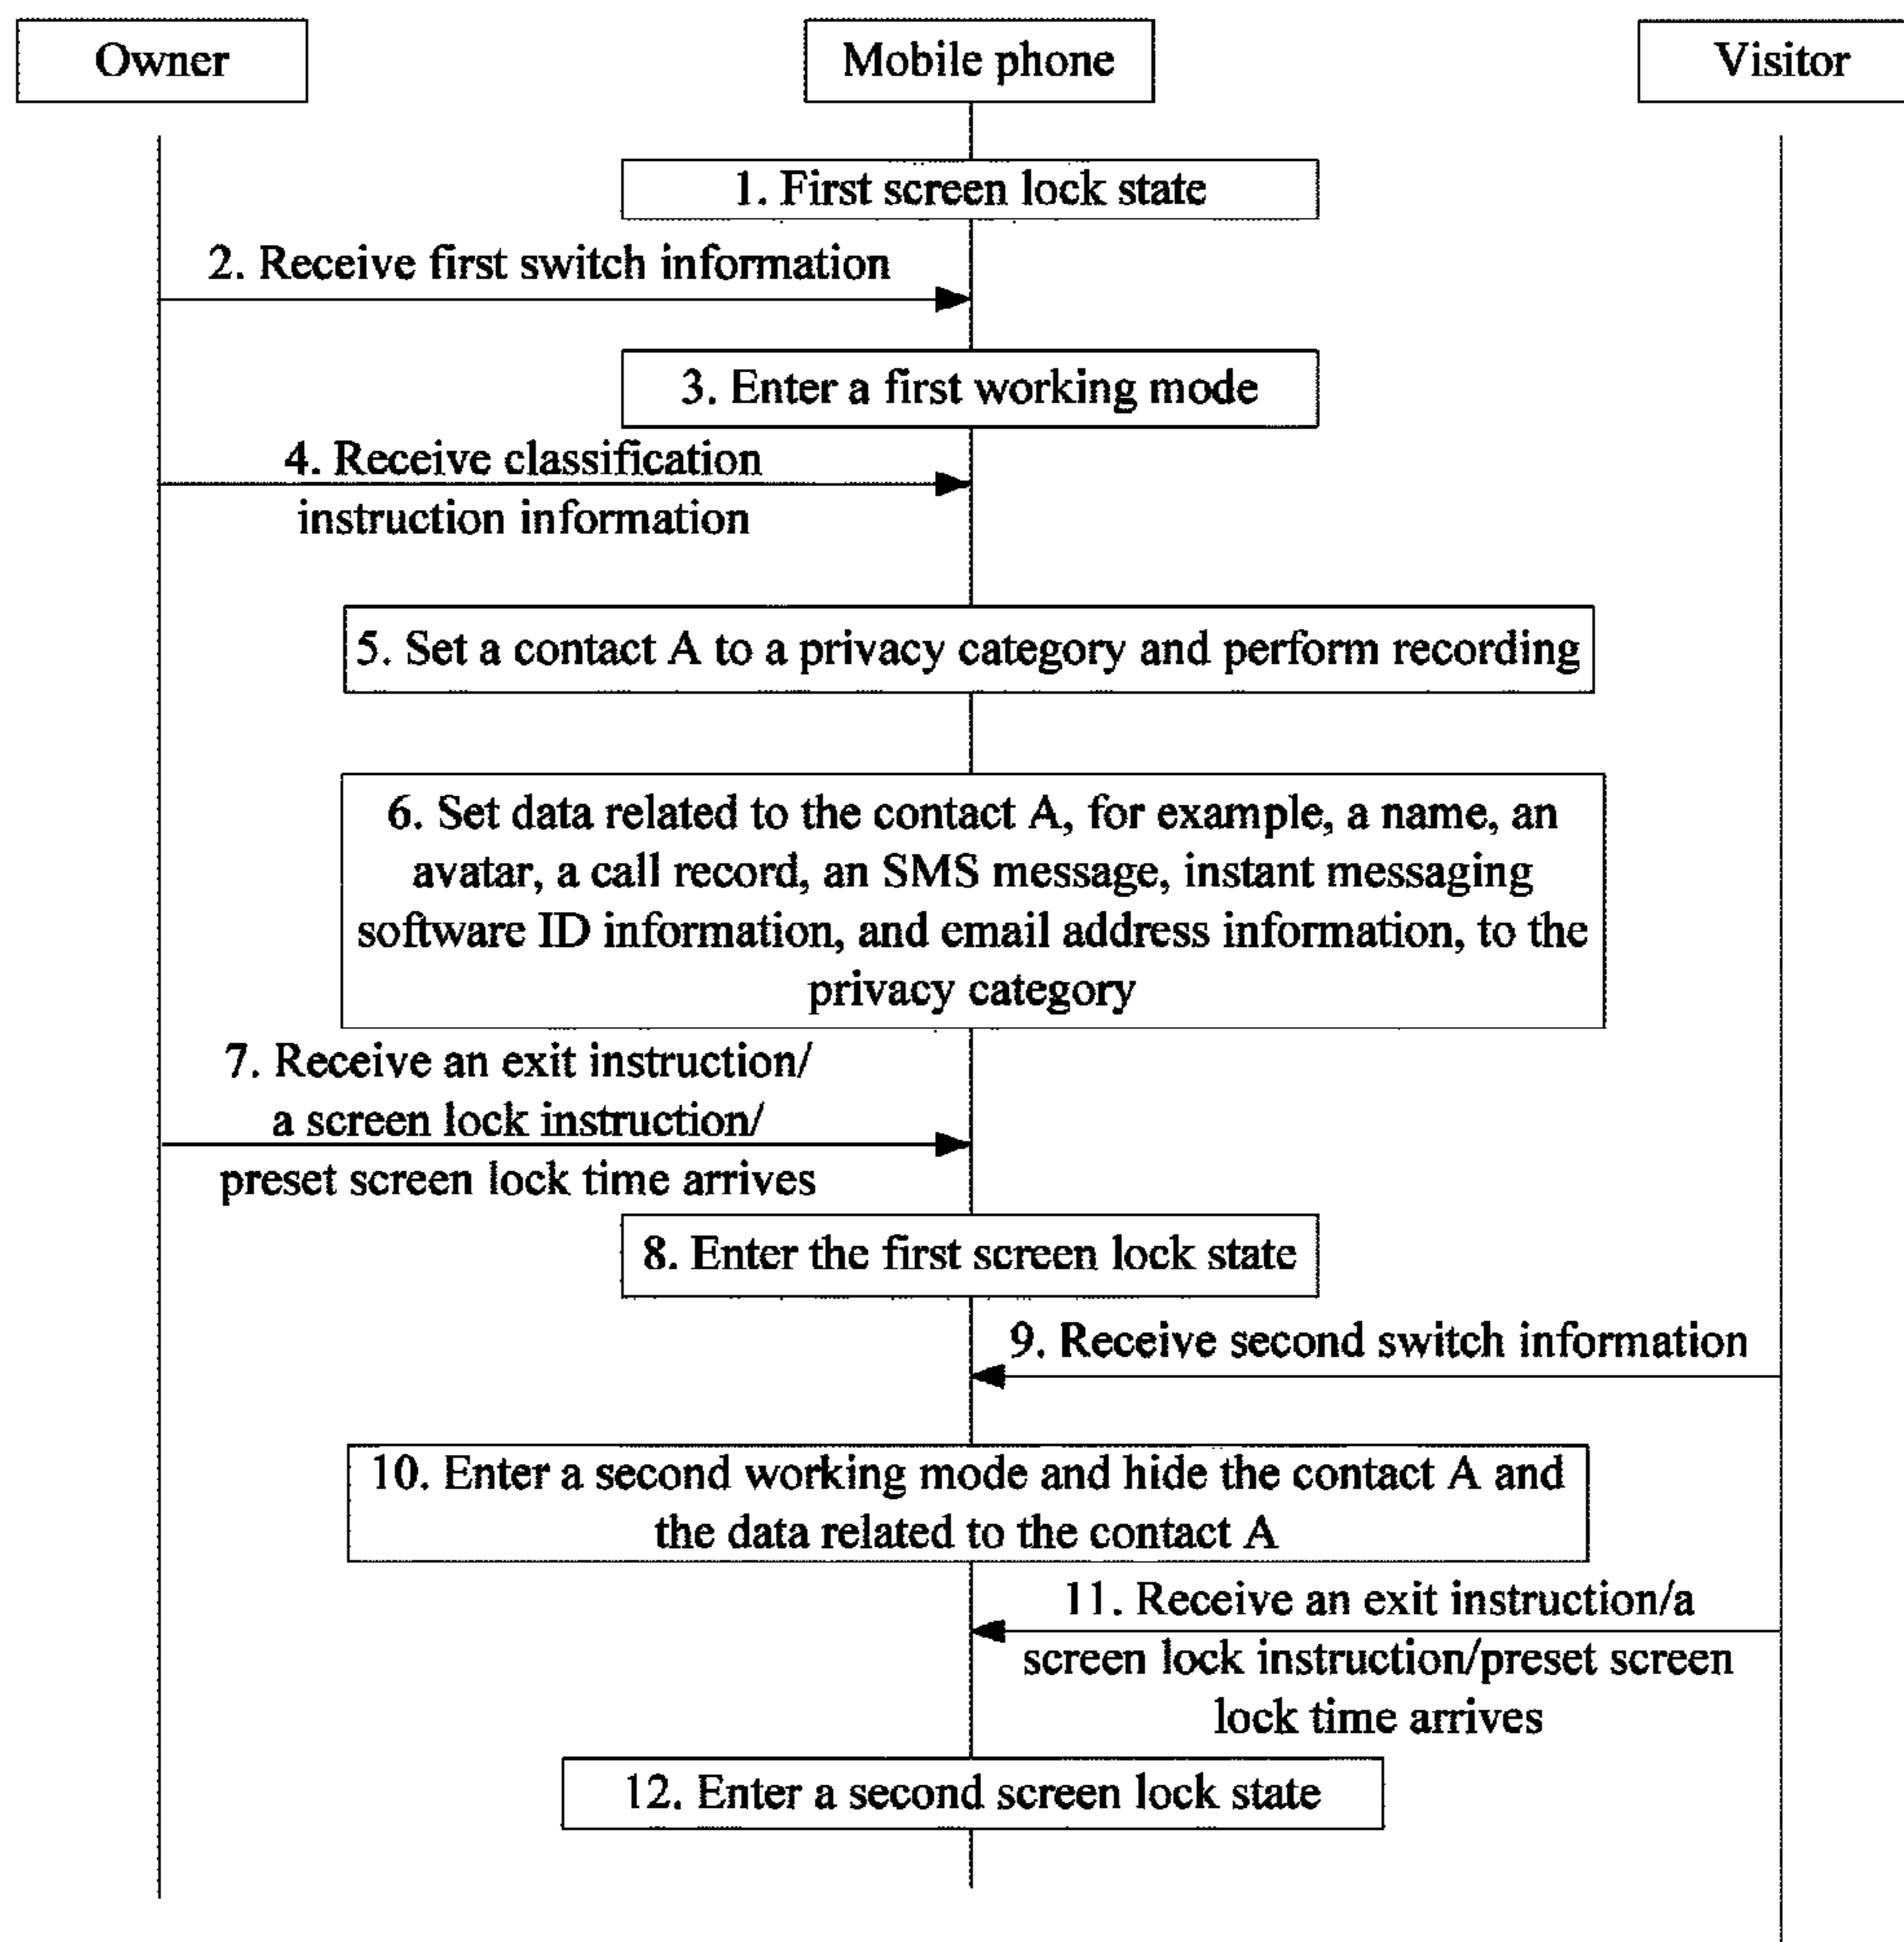 Owner
Mobile phone
Visitor
1. First screen lock state
2. Receive first switch information
3. Enter a first working mode
4. Receive classification
instruction information
5. Set a contact A to a privacy category and perform recording
6. Set data related to the contact A, for example, a name, an
avatar, a call record, an SMS message, instant messaging
software ID information, and email address information, to the
privacy category
7. Receive an exit instruction/
a screen lock instruction/
preset screen lock time arrives
8. Enter the first screen lock state
9. Receive second switch information
10. Enter a second working mode and hide the contact A and
the data related to the contact A
11. Receive an exit instruction/a
screen lock instruction/preset screen
lock time arrives
12. Enter a second screen lock state